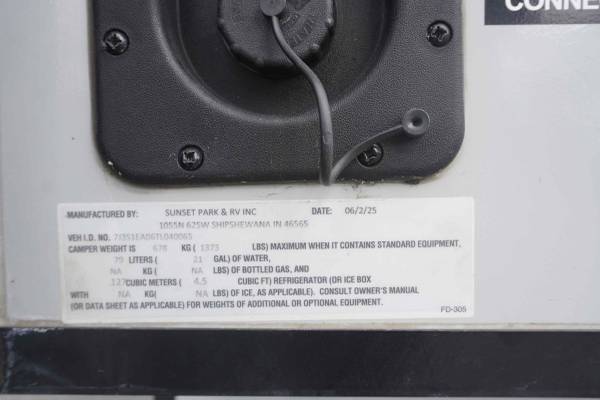 CONNE
MANUFACTURED BY: SUNSET PARK & RV INC DATE: 06/2/25
1055N 625W SHIPSHEWANA IN 46565
VEH I.D. NO.
CAMPER WEIGHT IS 678 KG ( 1373 LBS) MAXIMUM WHEN IT CONTAINS STANDARD EQUIPMENT,
79 LITERS ( 21 GAL) OF WATER,
NA KG ( NA LBS) OF BOTTLED GAS, AND
.127 CUBIC METERS ( 4.5 CUBIC FT) REFRIGERATOR (OR ICE BOX
WITH NA KG( NA LBS) OF ICE, AS APPLICABLE). CONSULT OWNER'S MANUAL
(OR DATA SHEET AS APPLICABLE) FOR WEIGHTS OF ADDITIONAL OR OPTIONAL EQUIPMENT.
FD-305